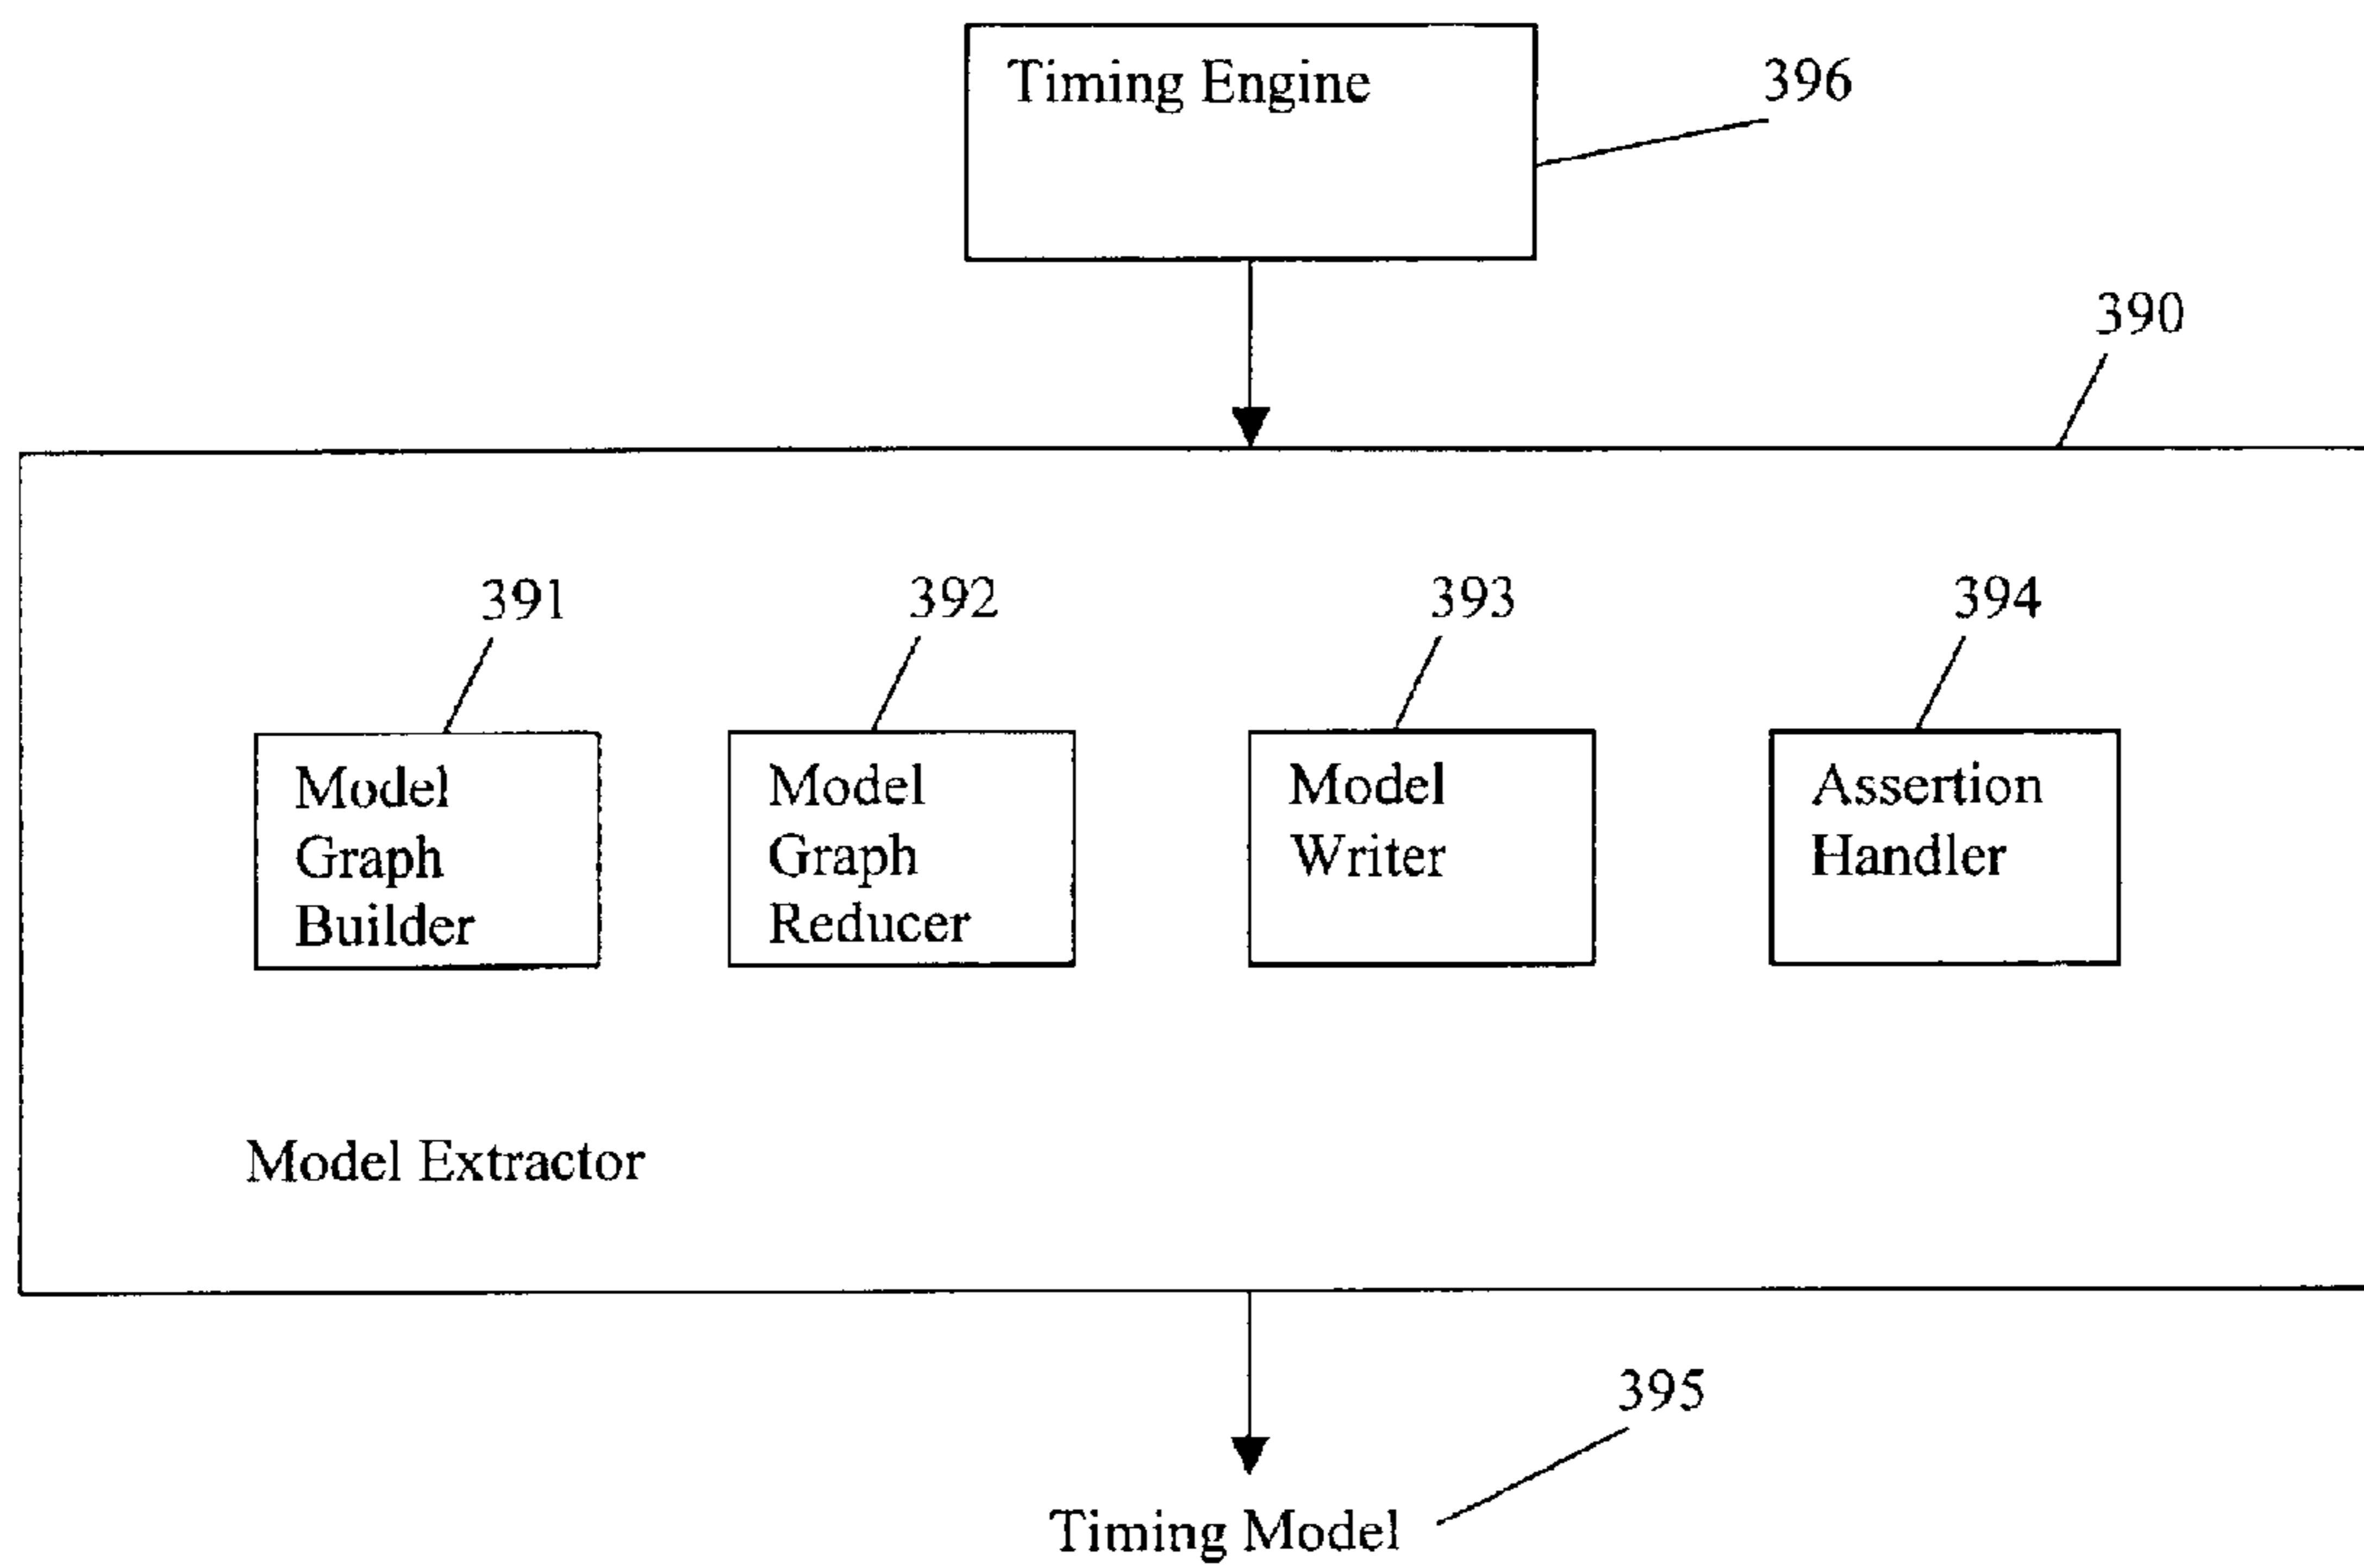 Timing Engine
396
390
391
392
393
394
Model
Graph
Builder
Model
Graph
Reducer
Model
Writer
Assertion
Handler
Model Extractor
395
Timing Model